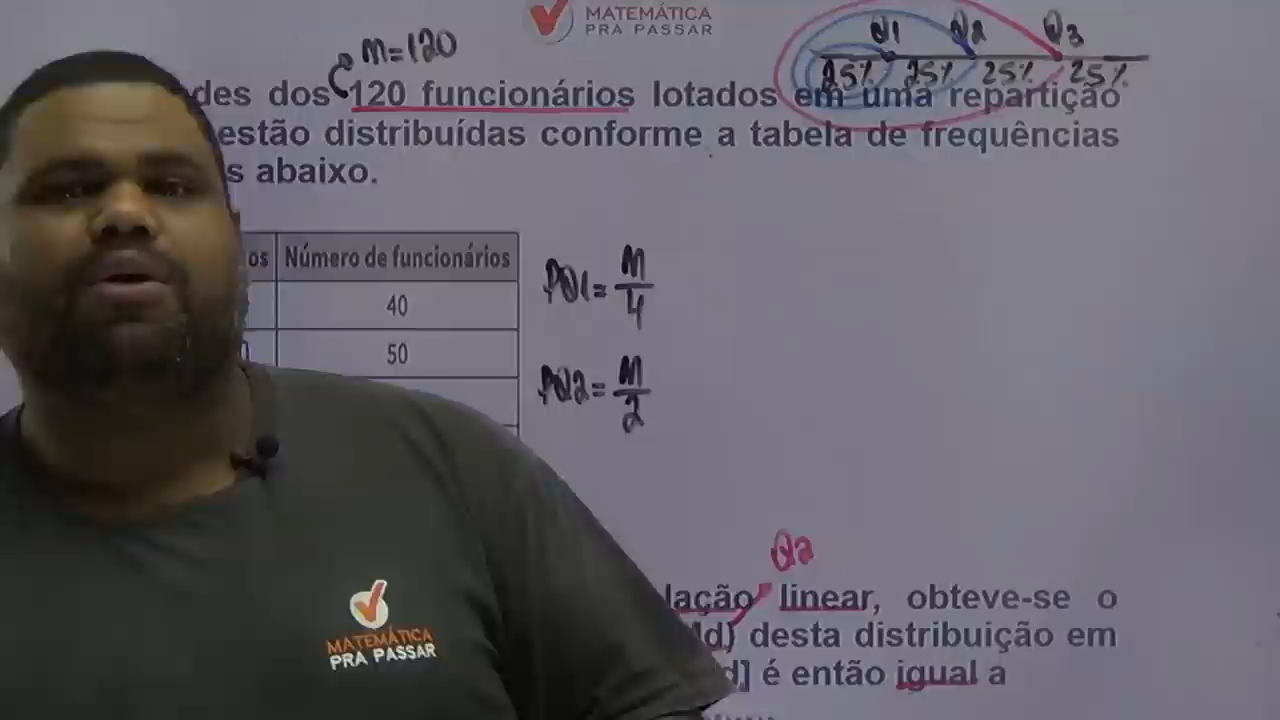 MATEMÁTICA
PRA PASSAR
Q1 Q2 Q3
25% 25% 25% 25%
n=120
des dos 120 funcionários lotados em uma repartição
estão distribuídas conforme a tabela de frequências
s abaixo.
os Número de funcionários
40
0 50
PQ1= n/4
PQ2= n/2
Q2
lação linear, obteve-se o
Md) desta distribuição em
d] é então igual a
MATEMÁTICA
PRA PASSAR